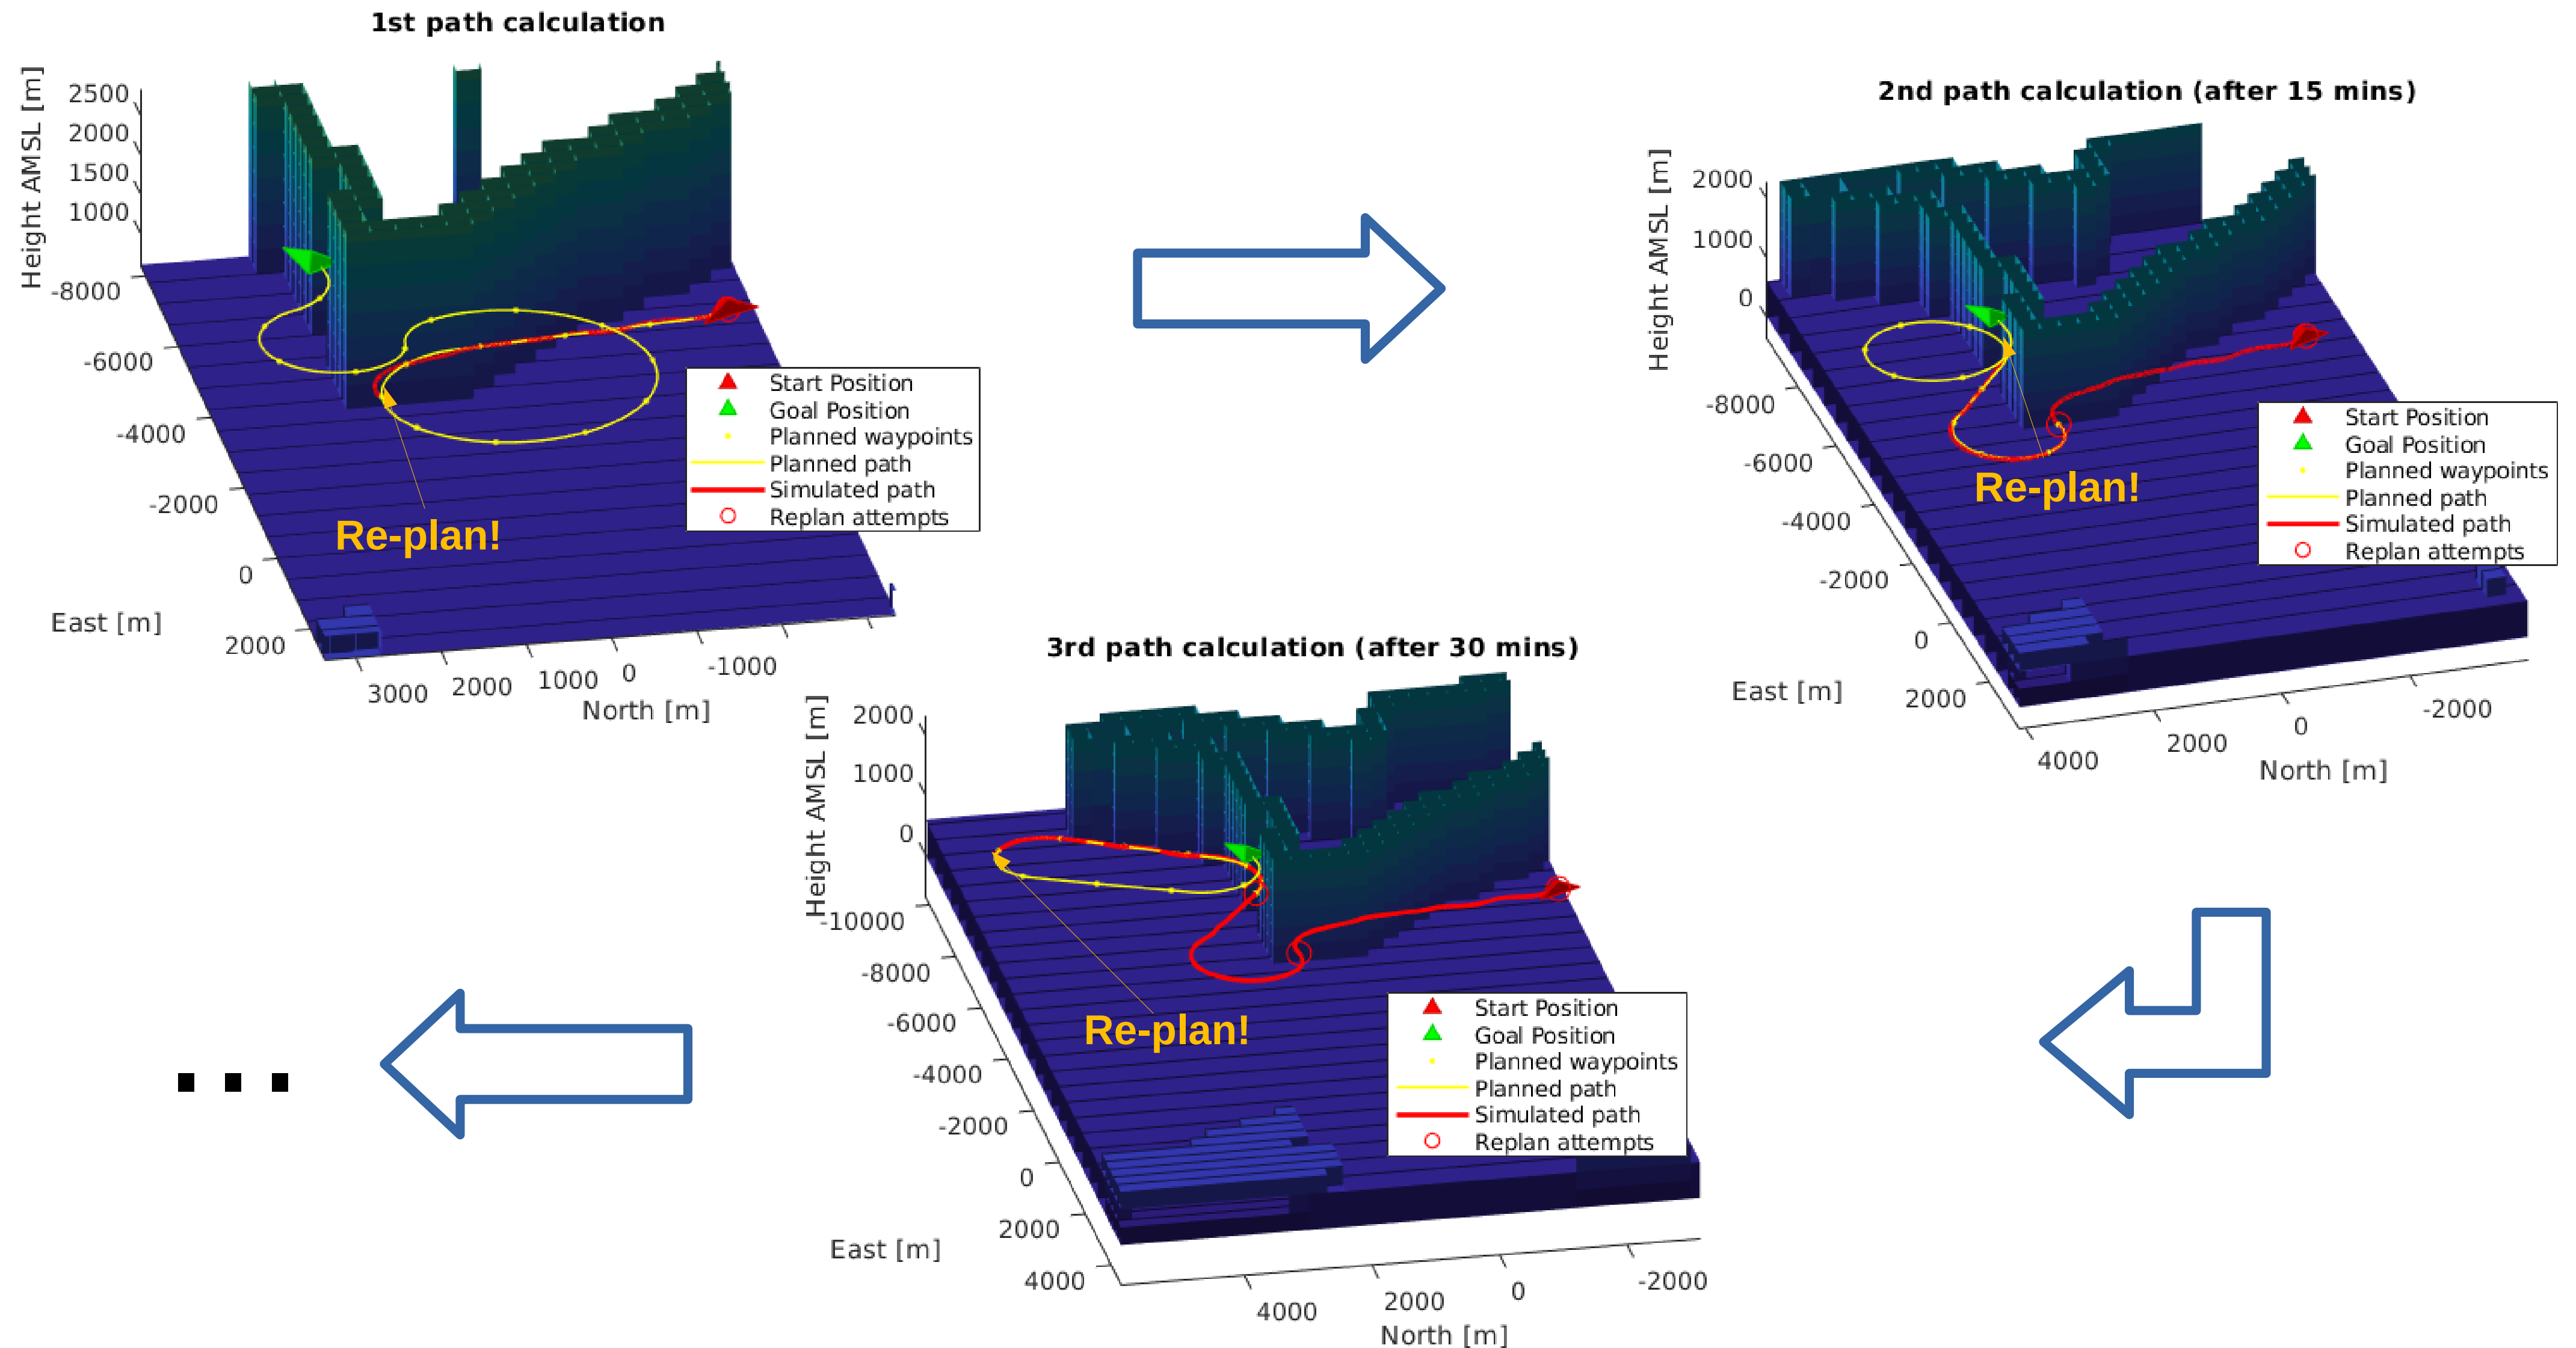 1st path calculation
Height AMSL [m]
2500
2000
1500
1000
-8000
-6000
-4000
-2000
0
2000
East [m]
3000
2000
1000
0
-1000
North [m]
Start Position
Goal Position
Planned waypoints
Planned path
Simulated path
Replan attempts
Re-plan!
2nd path calculation (after 15 mins)
Height AMSL [m]
2000
1000
0
-8000
-6000
-4000
-2000
0
2000
East [m]
4000
2000
0
-2000
North [m]
Start Position
Goal Position
Planned waypoints
Planned path
Simulated path
Replan attempts
Re-plan!
3rd path calculation (after 30 mins)
Height AMSL [m]
2000
1000
0
-10000
-8000
-6000
-4000
-2000
0
2000
4000
East [m]
4000
2000
0
-2000
North [m]
Start Position
Goal Position
Planned waypoints
Planned path
Simulated path
Replan attempts
Re-plan!
...